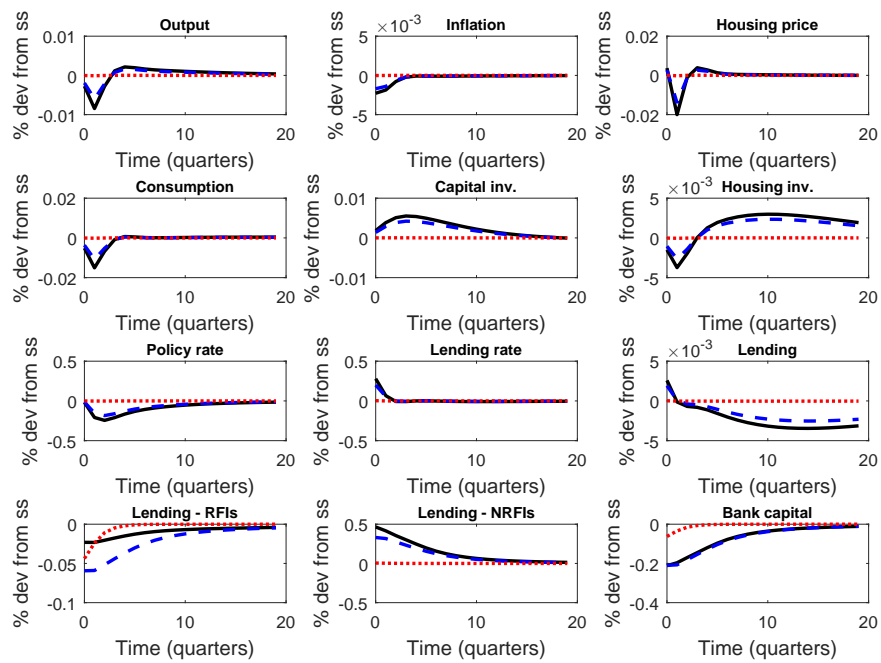 Output
% dev from ss
0.01
0
-0.01
0 10 20
Time (quarters)
Inflation
×10⁻³
% dev from ss
5
0
-5
0 10 20
Time (quarters)
Housing price
% dev from ss
0.02
0
-0.02
0 10 20
Time (quarters)
Consumption
% dev from ss
0.02
0
-0.02
0 10 20
Time (quarters)
Capital inv.
% dev from ss
0.01
0
-0.01
0 10 20
Time (quarters)
Housing inv.
×10⁻³
% dev from ss
5
0
-5
0 10 20
Time (quarters)
Policy rate
% dev from ss
0.5
0
-0.5
0 10 20
Time (quarters)
Lending rate
% dev from ss
0.5
0
-0.5
0 10 20
Time (quarters)
Lending
×10⁻³
% dev from ss
5
0
-5
0 10 20
Time (quarters)
Lending - RFIs
% dev from ss
0
-0.05
-0.1
0 10 20
Time (quarters)
Lending - NRFIs
% dev from ss
0.5
0
-0.5
0 10 20
Time (quarters)
Bank capital
% dev from ss
0
-0.2
-0.4
0 10 20
Time (quarters)